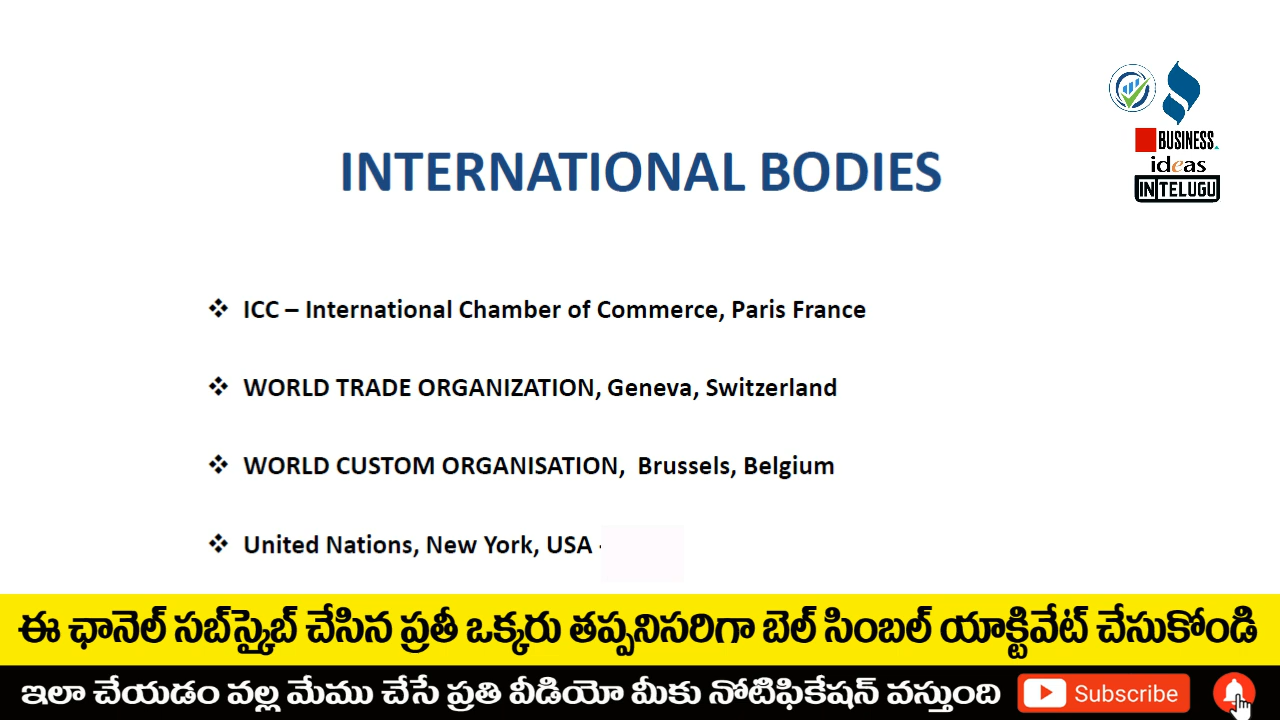 BUSINESS.
ideas
IN TELUGU
INTERNATIONAL BODIES
❖ ICC – International Chamber of Commerce, Paris France
❖ WORLD TRADE ORGANIZATION, Geneva, Switzerland
❖ WORLD CUSTOM ORGANISATION, Brussels, Belgium
❖ United Nations, New York, USA -
ఈ ఛానెల్ సబ్‌స్క్రైబ్ చేసిన ప్రతీ ఒక్కరు తప్పనిసరిగా బెల్ సింబల్ యాక్టివేట్ చేసుకోండి
ఇలా చేయడం వల్ల మేము చేసే ప్రతి వీడియో మీకు నోటిఫికేషన్ వస్తుంది Subscribe